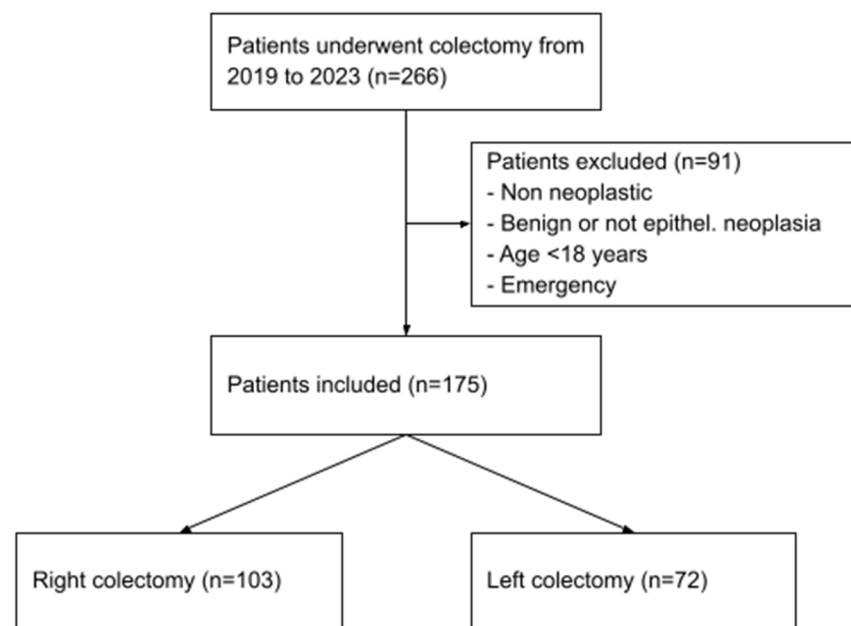 Patients underwent colectomy from
2019 to 2023 (n=266)
Patients excluded (n=91)
- Non neoplastic
- Benign or not epithel. neoplasia
- Age <18 years
- Emergency
Patients included (n=175)
Right colectomy (n=103)
Left colectomy (n=72)